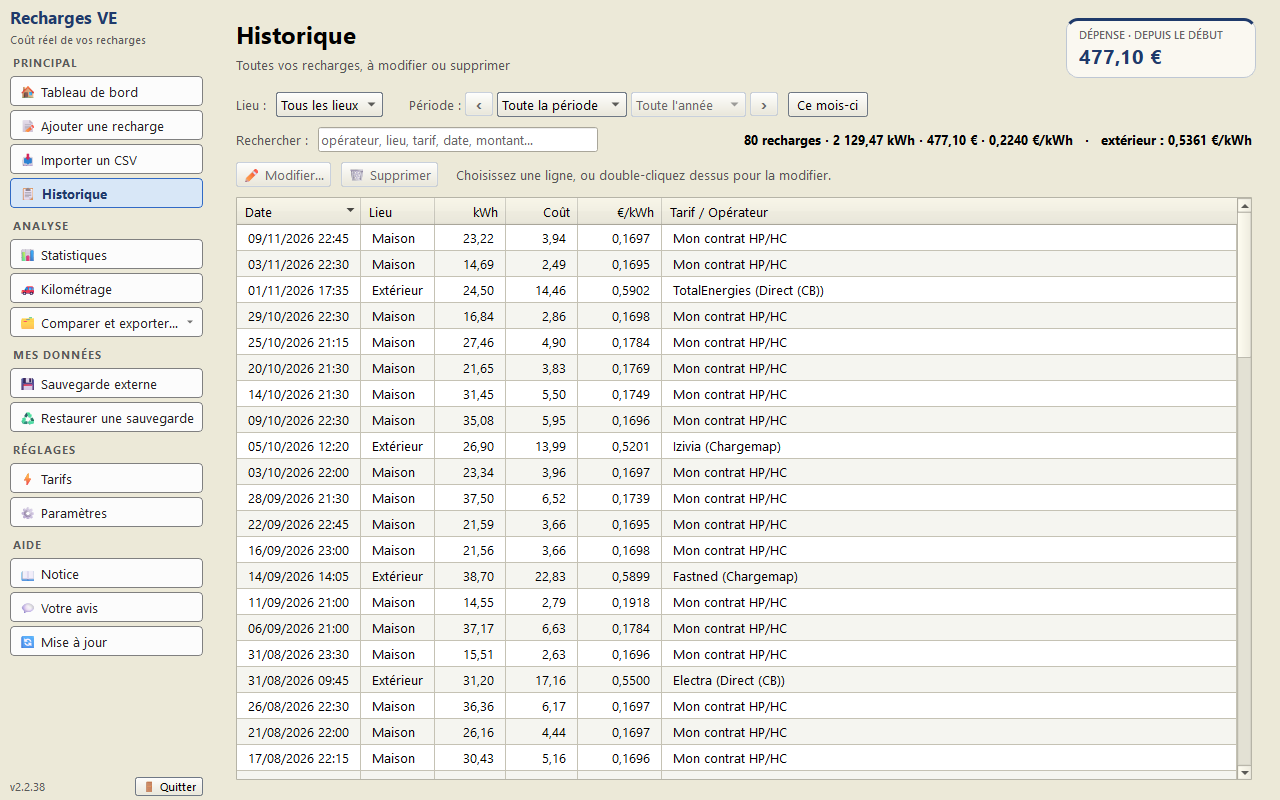 Recharges VE
Coût réel de vos recharges
PRINCIPAL
Tableau de bord
Ajouter une recharge
Importer un CSV
Historique
ANALYSE
Statistiques
Kilométrage
Comparer et exporter...
MES DONNÉES
Sauvegarde externe
Restaurer une sauvegarde
RÉGLAGES
Tarifs
Paramètres
AIDE
Notice
Votre avis
Mise à jour
v2.2.38
Quitter
Historique
Toutes vos recharges, à modifier ou supprimer
DÉPENSE · DEPUIS LE DÉBUT
477,10 €
Lieu : Tous les lieux Période : ‹ Toute la période Toute l'année › Ce mois-ci
Rechercher : opérateur, lieu, tarif, date, montant... 80 recharges · 2 129,47 kWh · 477,10 € · 0,2240 €/kWh · extérieur : 0,5361 €/kWh
Modifier... Supprimer Choisissez une ligne, ou double-cliquez dessus pour la modifier.
Date Lieu kWh Coût €/kWh Tarif / Opérateur
09/11/2026 22:45 Maison 23,22 3,94 0,1697 Mon contrat HP/HC
03/11/2026 22:30 Maison 14,69 2,49 0,1695 Mon contrat HP/HC
01/11/2026 17:35 Extérieur 24,50 14,46 0,5902 TotalEnergies (Direct (CB))
29/10/2026 22:30 Maison 16,84 2,86 0,1698 Mon contrat HP/HC
25/10/2026 21:15 Maison 27,46 4,90 0,1784 Mon contrat HP/HC
20/10/2026 21:30 Maison 21,65 3,83 0,1769 Mon contrat HP/HC
14/10/2026 21:30 Maison 31,45 5,50 0,1749 Mon contrat HP/HC
09/10/2026 22:30 Maison 35,08 5,95 0,1696 Mon contrat HP/HC
05/10/2026 12:20 Extérieur 26,90 13,99 0,5201 Izivia (Chargemap)
03/10/2026 22:00 Maison 23,34 3,96 0,1697 Mon contrat HP/HC
28/09/2026 21:30 Maison 37,50 6,52 0,1739 Mon contrat HP/HC
22/09/2026 22:45 Maison 21,59 3,66 0,1695 Mon contrat HP/HC
16/09/2026 23:00 Maison 21,56 3,66 0,1698 Mon contrat HP/HC
14/09/2026 14:05 Extérieur 38,70 22,83 0,5899 Fastned (Chargemap)
11/09/2026 21:00 Maison 14,55 2,79 0,1918 Mon contrat HP/HC
06/09/2026 21:00 Maison 37,17 6,63 0,1784 Mon contrat HP/HC
31/08/2026 23:30 Maison 15,51 2,63 0,1696 Mon contrat HP/HC
31/08/2026 09:45 Extérieur 31,20 17,16 0,5500 Electra (Direct (CB))
26/08/2026 22:30 Maison 36,36 6,17 0,1697 Mon contrat HP/HC
21/08/2026 22:00 Maison 26,16 4,44 0,1697 Mon contrat HP/HC
17/08/2026 22:15 Maison 30,43 5,16 0,1696 Mon contrat HP/HC